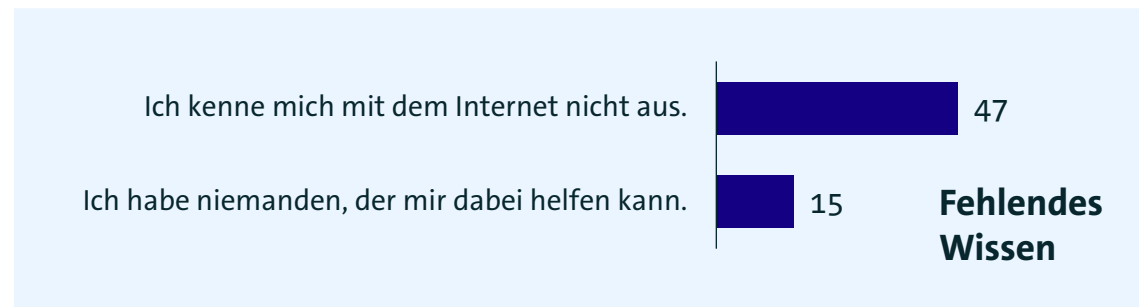 Ich kenne mich mit dem Internet nicht aus.
47
Ich habe niemanden, der mir dabei helfen kann.
15
Fehlendes
Wissen